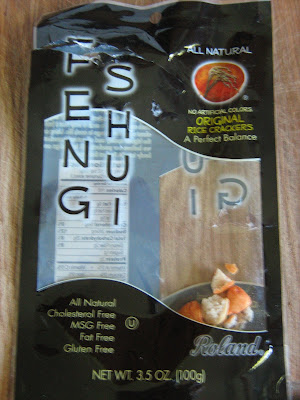 FENG
SHUI
ALL NATURAL
®
NO ARTIFICIAL COLORS
ORIGINAL
RICE CRACKERS
A Perfect Balance
All Natural
Cholesterol Free
MSG Free
Fat Free
Gluten Free
U
Roland®
NET WT. 3.5 OZ. (100g)